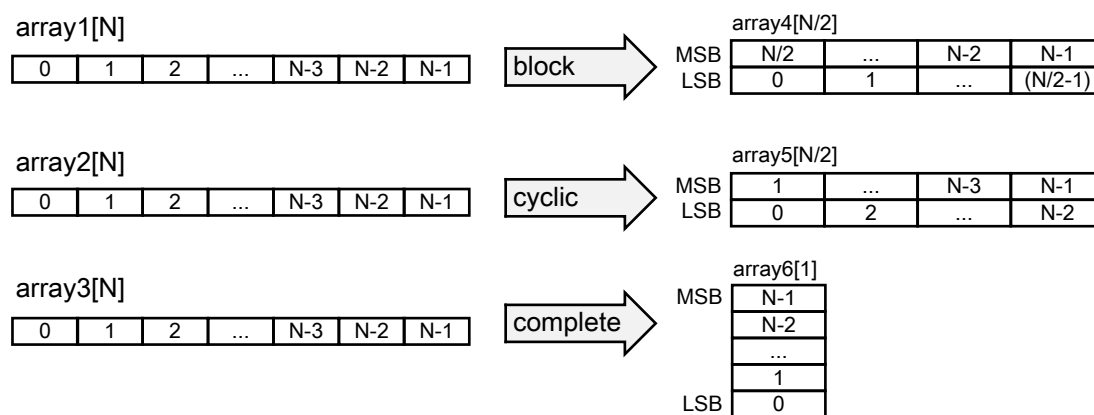 array1[N]
0 1 2 ... N-3 N-2 N-1
block
array4[N/2]
MSB N/2 ... N-2 N-1
LSB 0 1 ... (N/2-1)
array2[N]
0 1 2 ... N-3 N-2 N-1
cyclic
array5[N/2]
MSB 1 ... N-3 N-1
LSB 0 2 ... N-2
array3[N]
0 1 2 ... N-3 N-2 N-1
complete
array6[1]
MSB N-1
N-2
...
1
LSB 0